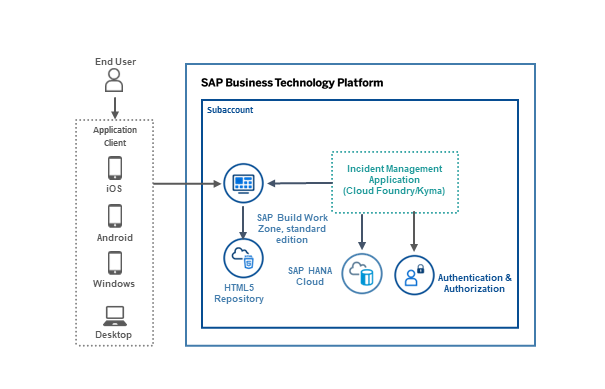 End User
SAP Business Technology Platform
Subaccount
Application
Client
iOS
Android
Windows
Desktop
Incident Management
Application
(Cloud Foundry/Kyma)
SAP Build Work
Zone, standard
edition
HTML5
Repository
SAP HANA
Cloud
Authentication &
Authorization